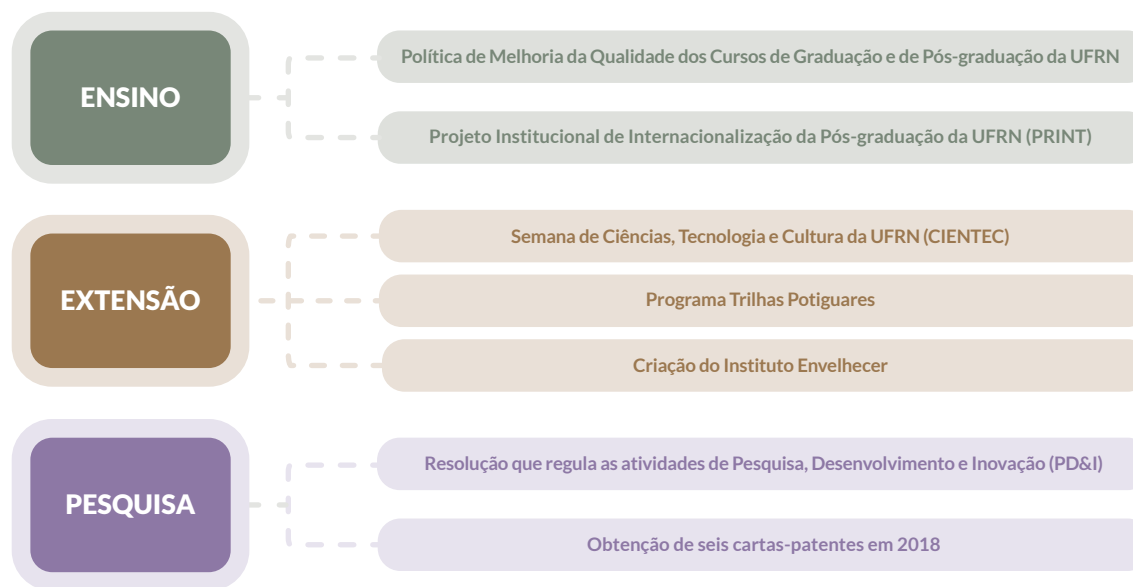 ENSINO
Política de Melhoria da Qualidade dos Cursos de Graduação e de Pós-graduação da UFRN
Projeto Institucional de Internacionalização da Pós-graduação da UFRN (PRINT)
EXTENSÃO
Semana de Ciências, Tecnologia e Cultura da UFRN (CIENTEC)
Programa Trilhas Potiguares
Criação do Instituto Envelhecer
PESQUISA
Resolução que regula as atividades de Pesquisa, Desenvolvimento e Inovação (PD&I)
Obtenção de seis cartas-patentes em 2018